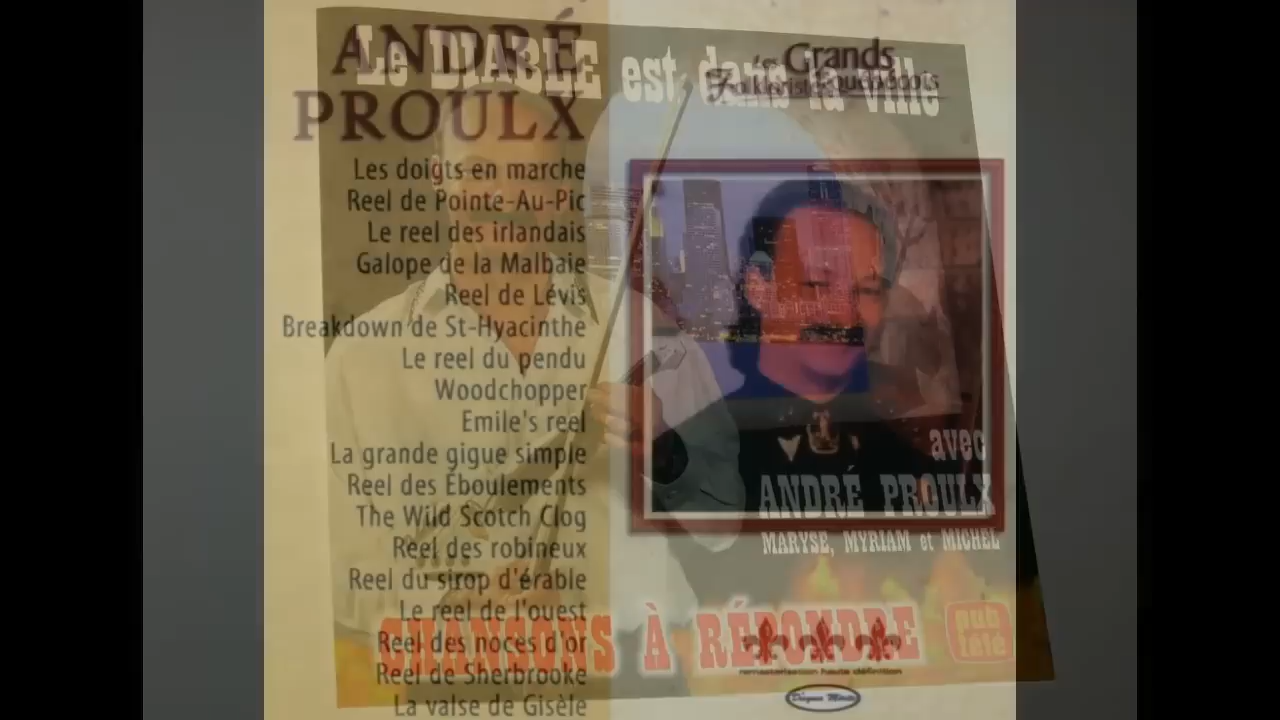 ANDRÉ
PROULX
Les doigts en marche
Reel de Pointe-Au-Pic
Le reel des irlandais
Galope de la Malbaie
Reel de Lévis
Breakdown de St-Hyacinthe
Le reel du pendu
Woodchopper
Emile's reel
La grande gigue simple
Reel des Éboulements
The Wild Scotch Clog
Reel des robineux
Reel du sirop d'érable
Le reel de l'ouest
Reel des noces d'or
Reel de Sherbrooke
La valse de Gisèle
Le DIABLE est dans la ville
Les Grands
Folkloristes Québécois
avec
ANDRÉ PROULX
MARYSE, MYRIAM et MICHEL
CHANSONS À RÉPONDRE
pub
télé
remasterisation haute définition